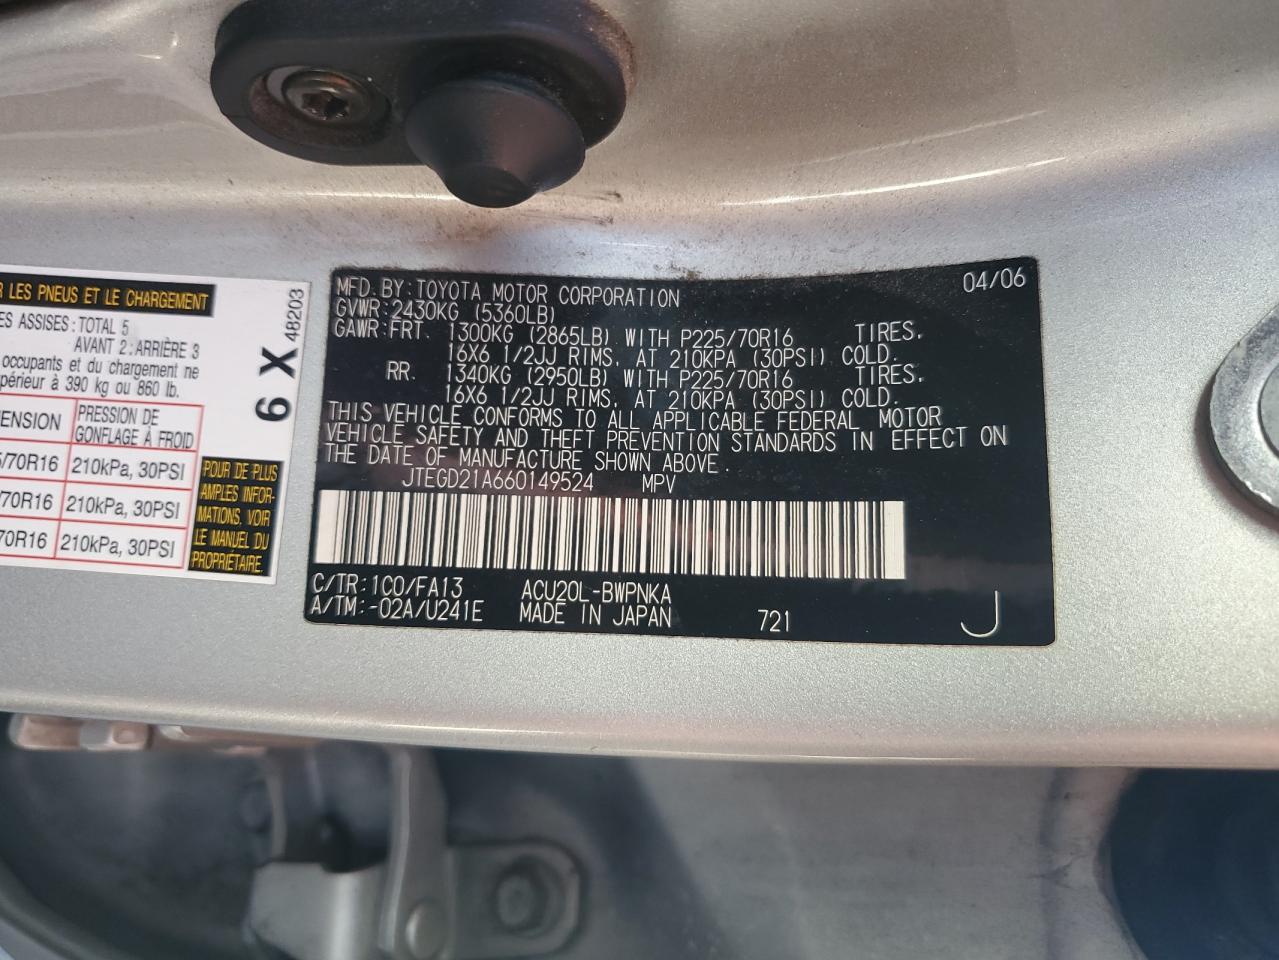 R LES PNEUS ET LE CHARGEMENT
ES ASSISES: TOTAL 5
AVANT 2: ARRIÈRE 3
occupants et du chargement ne
périeur à 390 kg ou 860 lb.
ENSION PRESSION DE GONFLAGE À FROID
5/70R16 210kPa, 30PSI
/70R16 210kPa, 30PSI
70R16 210kPa, 30PSI
POUR DE PLUS
AMPLES INFOR-
MATIONS, VOIR
LE MANUEL DU
PROPRIÉTAIRE.
6 X 48203
MFD. BY: TOYOTA MOTOR CORPORATION 04/06
GVWR: 2430KG (5360LB)
GAWR: FRT. 1300KG (2865LB) WITH P225/70R16 TIRES.
16X6 1/2JJ RIMS, AT 210KPA (30PSI) COLD.
RR. 1340KG (2950LB) WITH P225/70R16 TIRES.
16X6 1/2JJ RIMS, AT 210KPA (30PSI) COLD.
THIS VEHICLE CONFORMS TO ALL APPLICABLE FEDERAL MOTOR
VEHICLE SAFETY AND THEFT PREVENTION STANDARDS IN EFFECT ON
THE DATE OF MANUFACTURE SHOWN ABOVE.
JTEGD21A660149524 MPV
C/TR: 1C0/FA13 ACU20L-BWPNKA
A/TM: -02A/U241E MADE IN JAPAN 721 J